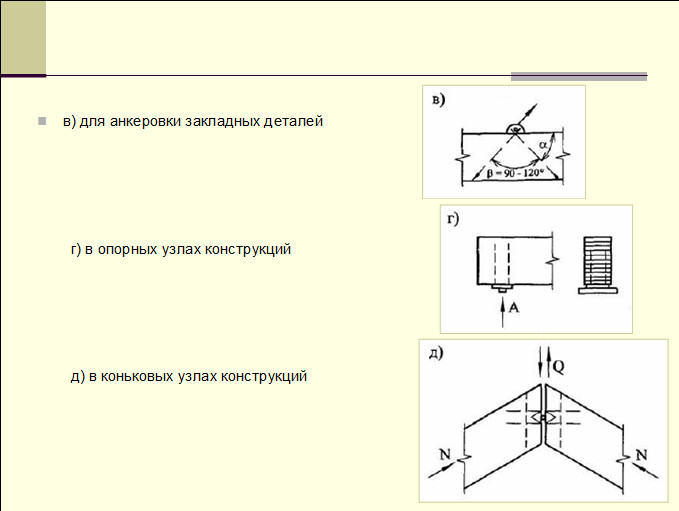 в) для анкеровки закладных деталей
в)
α
β = 90 - 120°
г) в опорных узлах конструкций
г)
A
д) в коньковых узлах конструкций
д)
Q
N
N